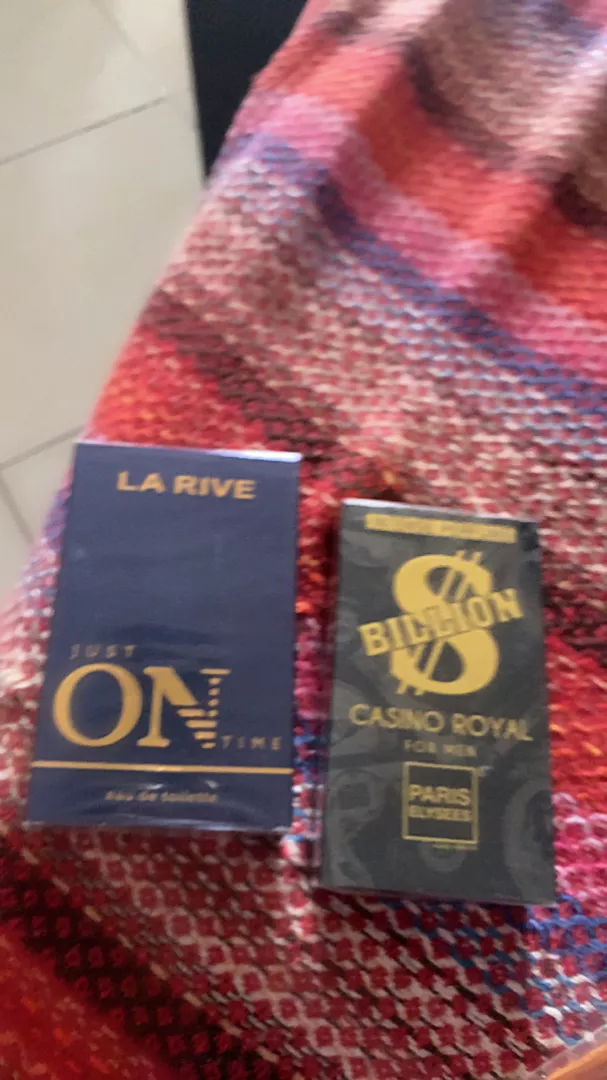 LA RIVE
JUST
ON
TIME
eau de toilette
$
BILLION
CASINO ROYAL
FOR MEN
PARIS
ELYSEES